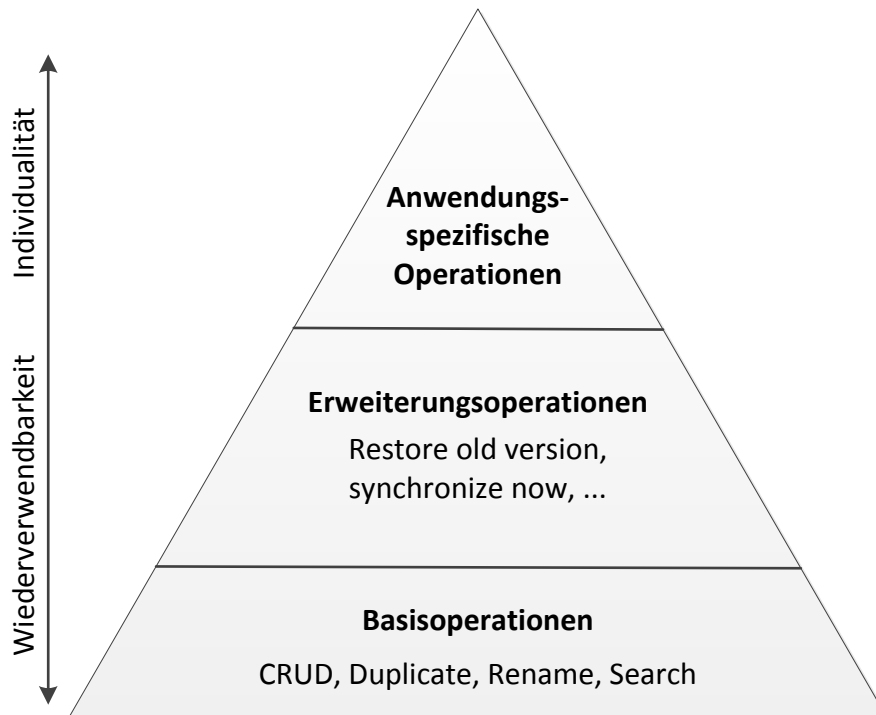 Individualität
Wiederverwendbarkeit
Anwendungs-
spezifische
Operationen
Erweiterungsoperationen
Restore old version,
synchronize now, ...
Basisoperationen
CRUD, Duplicate, Rename, Search